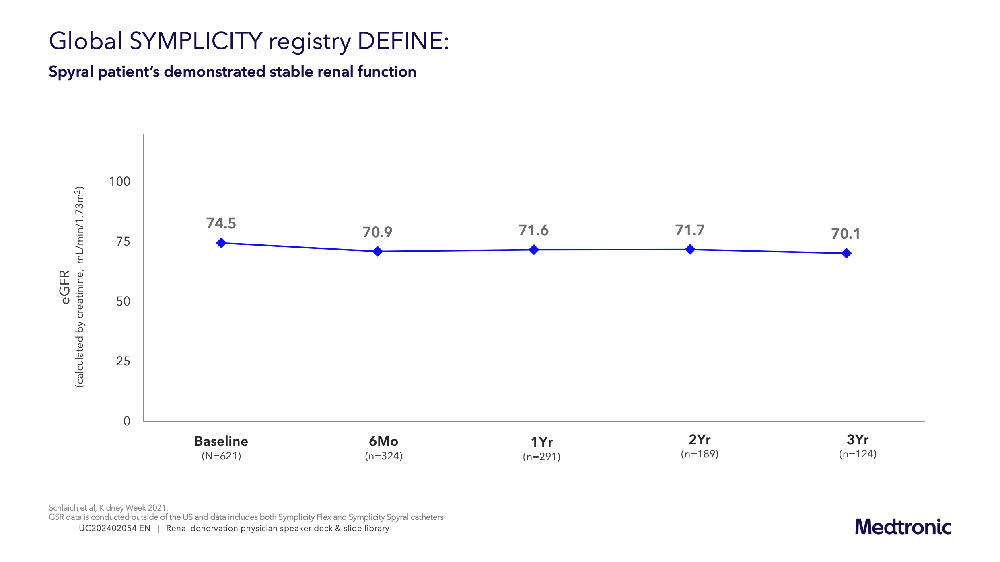 Global SYMPLICITY registry DEFINE:
Spyral patient’s demonstrated stable renal function
eGFR
(calculated by creatinine, mL/min/1.73m²)
100
75
50
25
0
74.5
70.9
71.6
71.7
70.1
Baseline
(N=621)
6Mo
(n=324)
1Yr
(n=291)
2Yr
(n=189)
3Yr
(n=124)
Schlaich et al, Kidney Week 2021.
GSR data is conducted outside of the US and data includes both Symplicity Flex and Symplicity Spyral catheters
UC202402054 EN | Renal denervation physician speaker deck & slide library
Medtronic